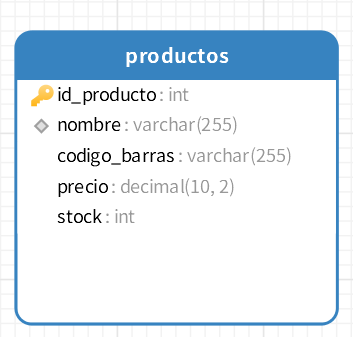 productos
id_producto : int
nombre : varchar(255)
codigo_barras : varchar(255)
precio : decimal(10, 2)
stock : int